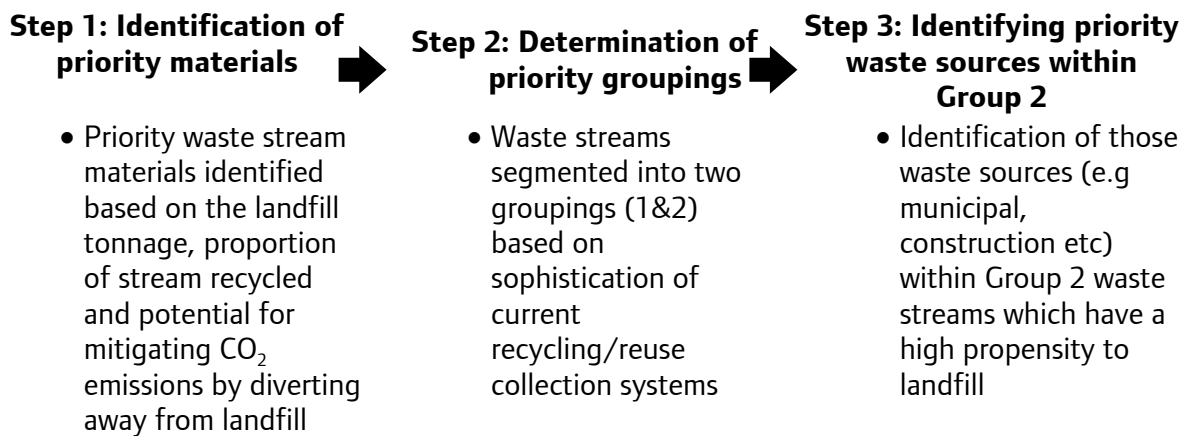 Step 1: Identification of
priority materials
• Priority waste stream
materials identified
based on the landfill
tonnage, proportion
of stream recycled
and potential for
mitigating CO₂
emissions by diverting
away from landfill
Step 2: Determination of
priority groupings
• Waste streams
segmented into two
groupings (1&2)
based on
sophistication of
current
recycling/reuse
collection systems
Step 3: Identifying priority
waste sources within
Group 2
• Identification of those
waste sources (e.g
municipal,
construction etc)
within Group 2 waste
streams which have a
high propensity to
landfill